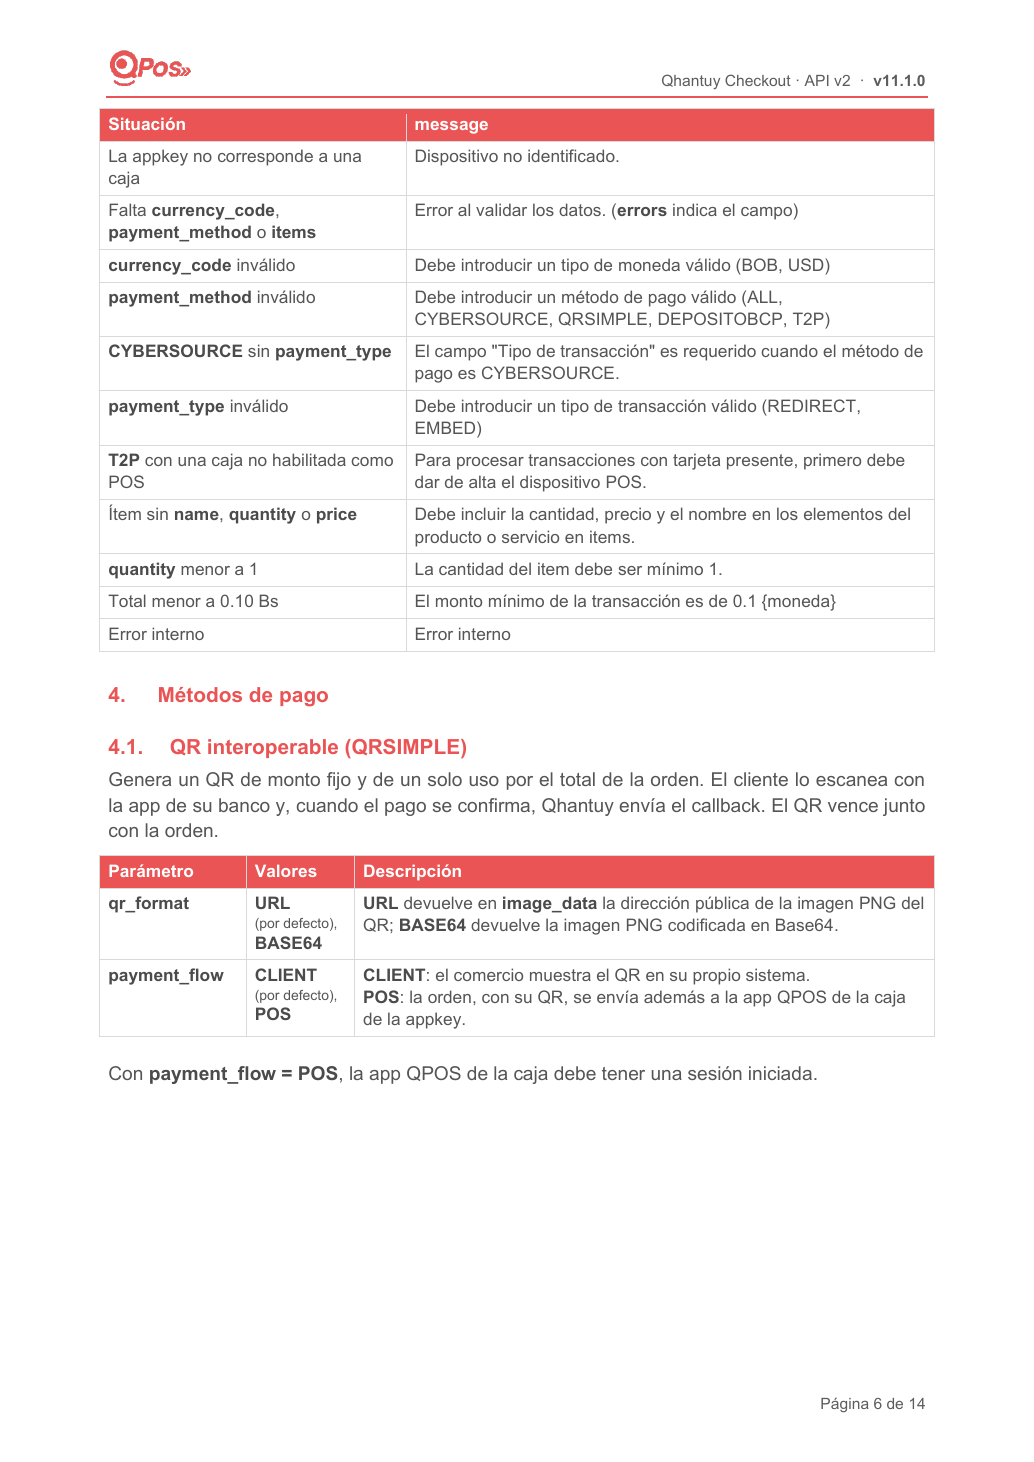 QPos»
Qhantuy Checkout · API v2 · v11.1.0
Situación message
La appkey no corresponde a una Dispositivo no identificado.
caja
Falta currency_code, Error al validar los datos. (errors indica el campo)
payment_method o items
currency_code inválido Debe introducir un tipo de moneda válido (BOB, USD)
payment_method inválido Debe introducir un método de pago válido (ALL,
CYBERSOURCE, QRSIMPLE, DEPOSITOBCP, T2P)
CYBERSOURCE sin payment_type El campo "Tipo de transacción" es requerido cuando el método de
pago es CYBERSOURCE.
payment_type inválido Debe introducir un tipo de transacción válido (REDIRECT,
EMBED)
T2P con una caja no habilitada como Para procesar transacciones con tarjeta presente, primero debe
POS dar de alta el dispositivo POS.
Ítem sin name, quantity o price Debe incluir la cantidad, precio y el nombre en los elementos del
producto o servicio en items.
quantity menor a 1 La cantidad del item debe ser mínimo 1.
Total menor a 0.10 Bs El monto mínimo de la transacción es de 0.1 {moneda}
Error interno Error interno
4. Métodos de pago
4.1. QR interoperable (QRSIMPLE)
Genera un QR de monto fijo y de un solo uso por el total de la orden. El cliente lo escanea con
la app de su banco y, cuando el pago se confirma, Qhantuy envía el callback. El QR vence junto
con la orden.
Parámetro Valores Descripción
qr_format URL URL devuelve en image_data la dirección pública de la imagen PNG del
(por defecto), QR; BASE64 devuelve la imagen PNG codificada en Base64.
BASE64
payment_flow CLIENT CLIENT: el comercio muestra el QR en su propio sistema.
(por defecto), POS: la orden, con su QR, se envía además a la app QPOS de la caja
POS de la appkey.
Con payment_flow = POS, la app QPOS de la caja debe tener una sesión iniciada.
Página 6 de 14